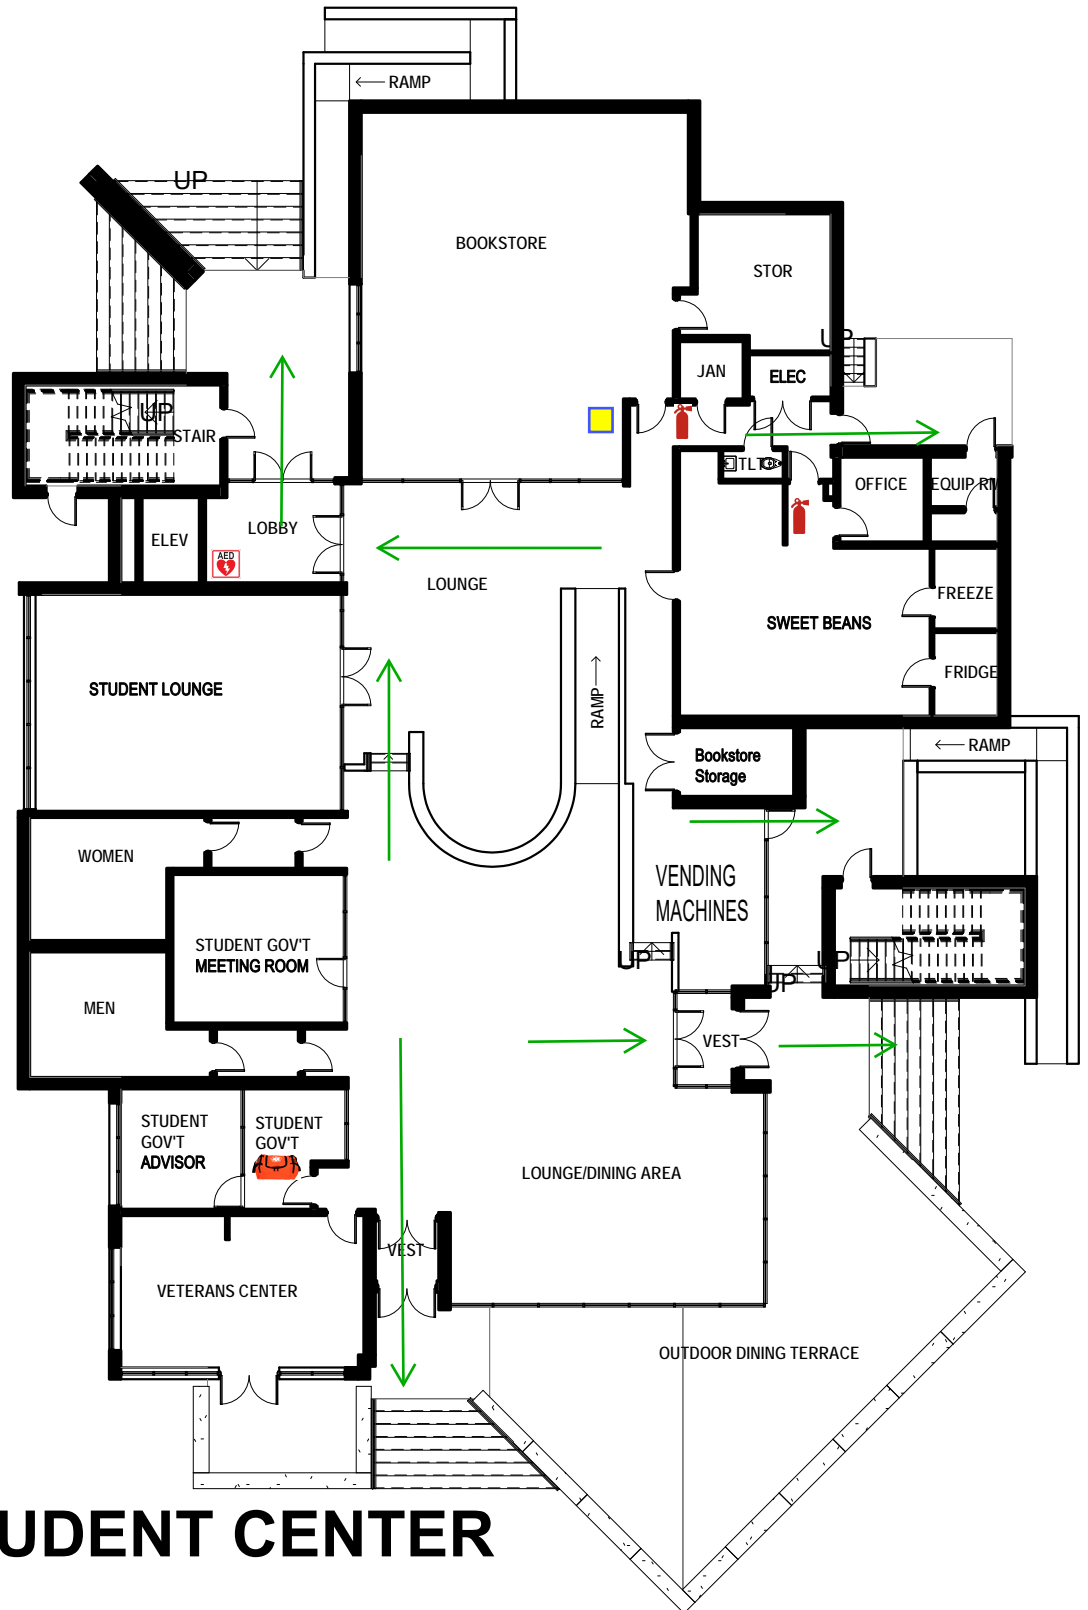 RAMP
UP
BOOKSTORE
STOR
UP
JAN
ELEC
UP
STAIR
TLT
OFFICE
EQUIP RM
LOBBY
ELEV
AED
LOUNGE
FREEZE
SWEET BEANS
FRIDGE
STUDENT LOUNGE
RAMP
RAMP
Bookstore
Storage
WOMEN
VENDING
MACHINES
STUDENT GOV'T
MEETING ROOM
UP
UP
UP
MEN
VEST
STUDENT
GOV'T
ADVISOR
STUDENT
GOV'T
LOUNGE/DINING AREA
VEST
VETERANS CENTER
OUTDOOR DINING TERRACE
UDENT CENTER